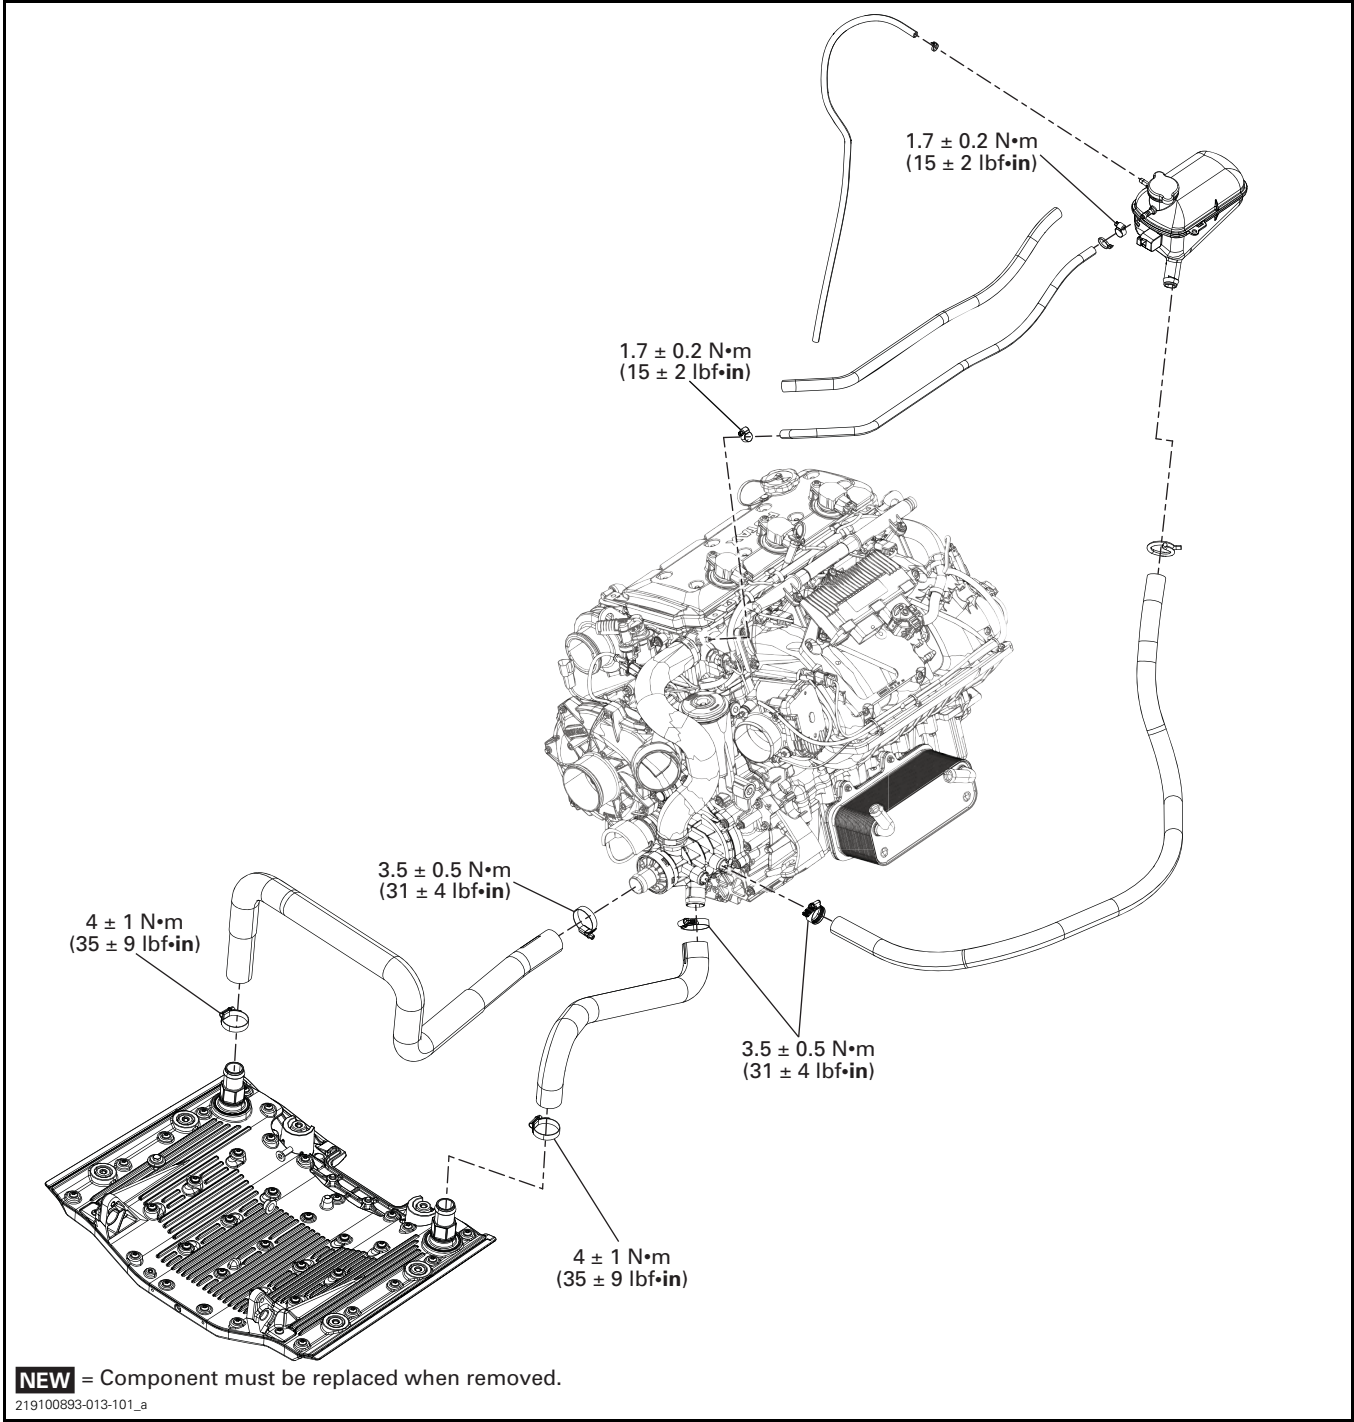 1.7 ± 0.2 N•m
(15 ± 2 lbf•in)
1.7 ± 0.2 N•m
(15 ± 2 lbf•in)
3.5 ± 0.5 N•m
(31 ± 4 lbf•in)
4 ± 1 N•m
(35 ± 9 lbf•in)
3.5 ± 0.5 N•m
(31 ± 4 lbf•in)
4 ± 1 N•m
(35 ± 9 lbf•in)
NEW = Component must be replaced when removed.
219100893-013-101_a